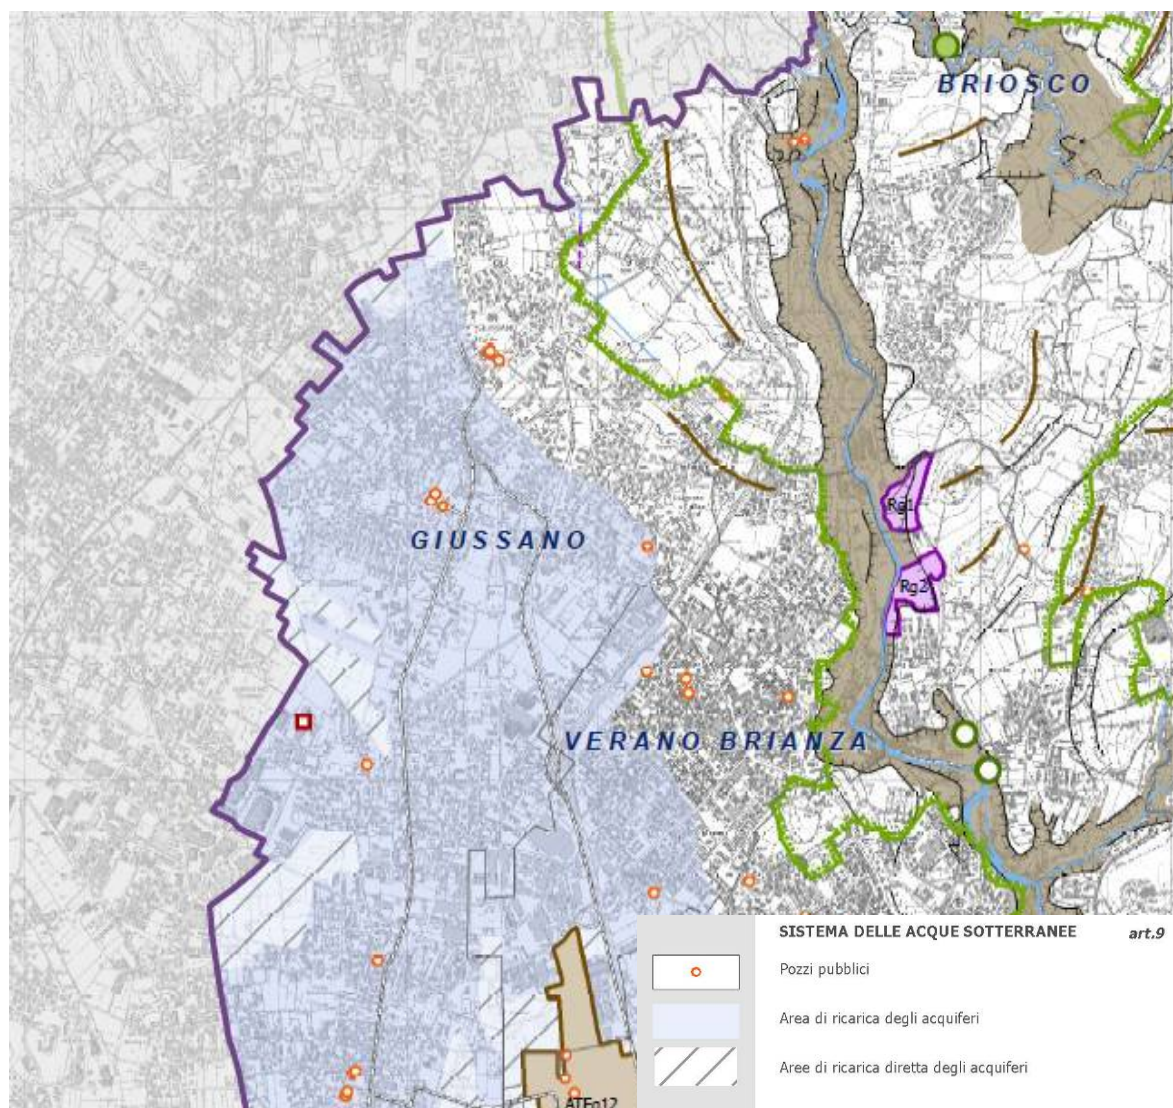 BRIOSCO
Rg1
GIUSSANO
Rg2
VERANO BRIANZA
SISTEMA DELLE ACQUE SOTTERRANEE art.9
Pozzi pubblici
Area di ricarica degli acquiferi
Aree di ricarica diretta degli acquiferi
ATEg12